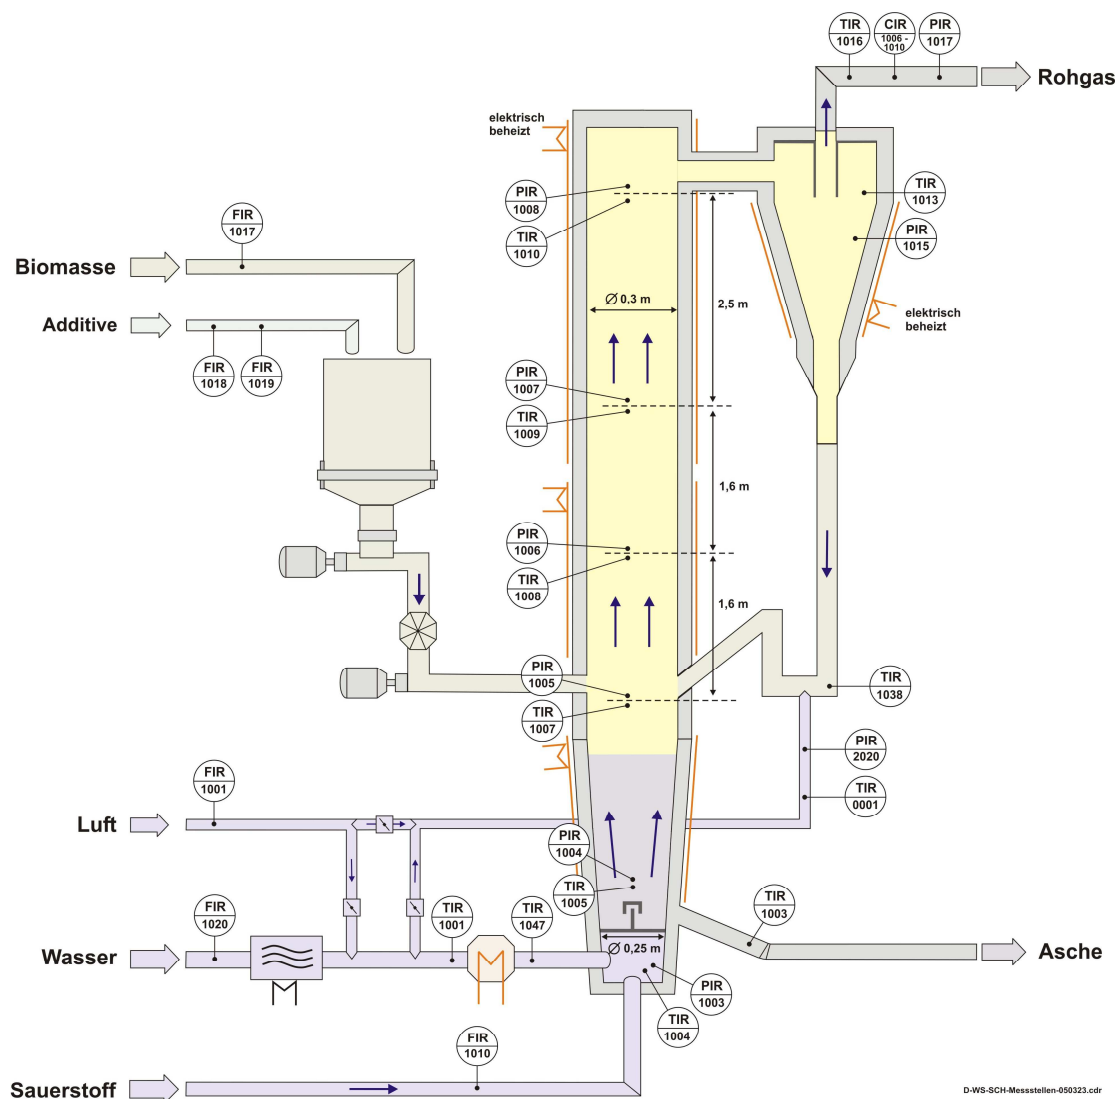 TIR
1016
CIR
1006 -
1010
PIR
1017
Rohgas
elektrisch
beheizt
PIR
1008
TIR
1010
TIR
1013
PIR
1015
FIR
1017
Biomasse
Additive
FIR
1018
FIR
1019
Ø 0,3 m
2,5 m
elektrisch
beheizt
PIR
1007
TIR
1009
1,6 m
PIR
1006
TIR
1008
1,6 m
PIR
1005
TIR
1007
TIR
1038
PIR
2020
TIR
0001
FIR
1001
Luft
PIR
1004
TIR
1005
FIR
1020
TIR
1001
TIR
1047
TIR
1003
Wasser
Ø 0,25 m
Asche
PIR
1003
TIR
1004
FIR
1010
Sauerstoff
D-WS-SCH-Messstellen-050323.cdr